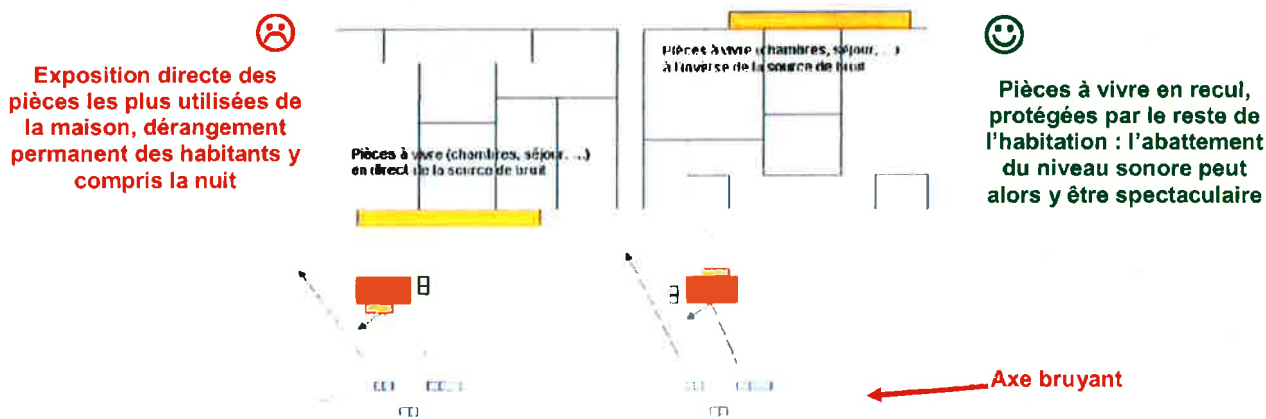 Exposition directe des
pièces les plus utilisées de
la maison, dérangement
permanent des habitants y
compris la nuit
Pièces à vivre (chambres, séjour, ...)
en direct de la source de bruit
Pièces à vivre (chambres, séjour, ...)
à l'inverse de la source de bruit
Pièces à vivre en recul,
protégées par le reste de
l'habitation : l'abattement
du niveau sonore peut
alors y être spectaculaire
Axe bruyant